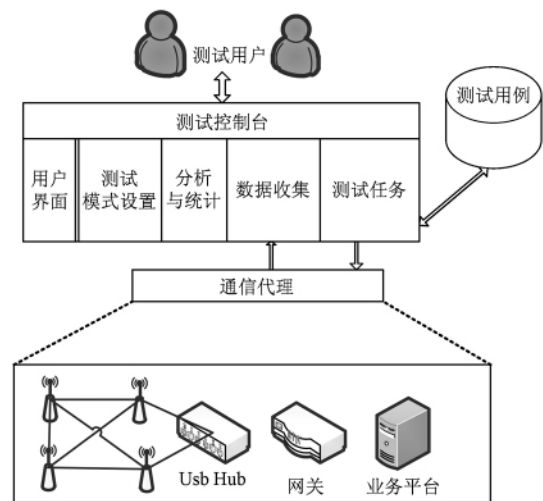 测试用户
测试用例
测试控制台
用户
界面
测试
模式设置
分析
与统计
数据收集
测试任务
通信代理
Usb Hub
网关
业务平台